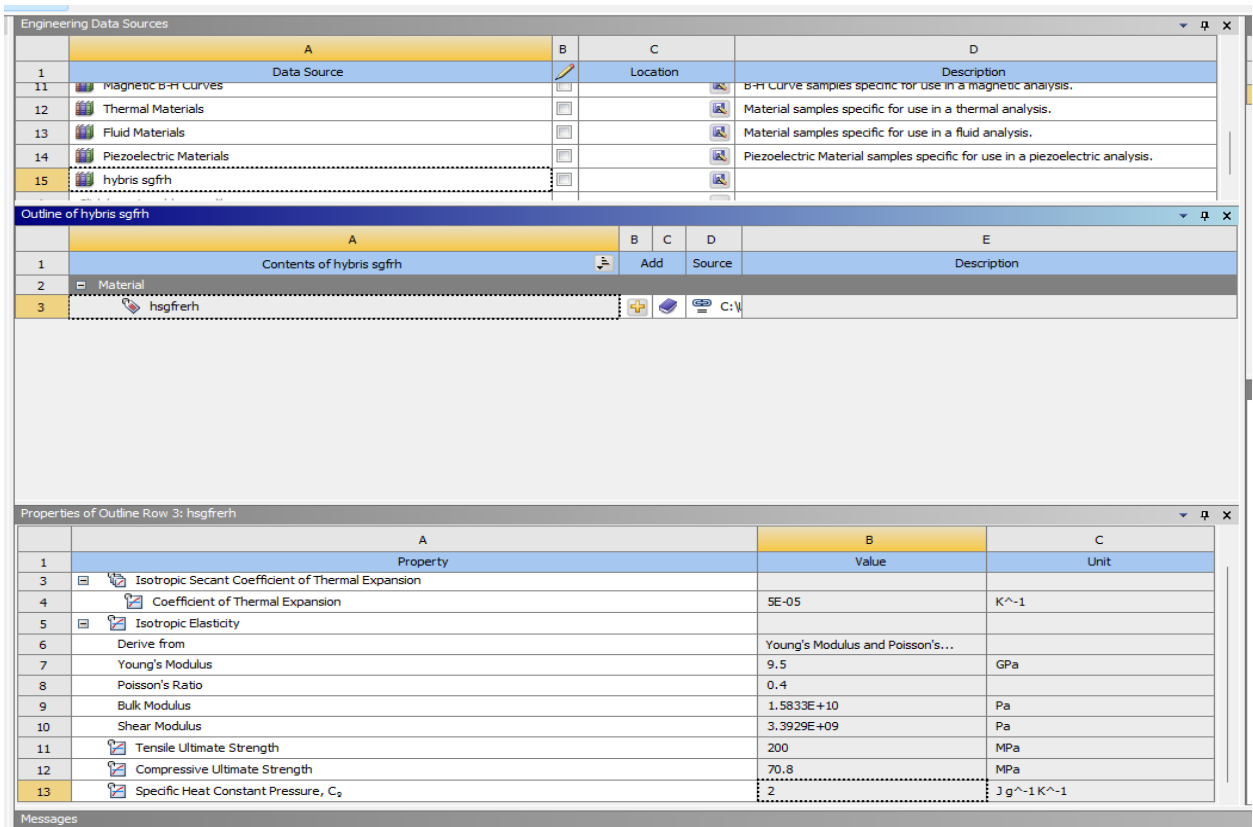 Engineering Data Sources
A B C D
1 Data Source Location Description
11 Magnetic B-H Curves B-H Curve samples specific for use in a magnetic analysis.
12 Thermal Materials Material samples specific for use in a thermal analysis.
13 Fluid Materials Material samples specific for use in a fluid analysis.
14 Piezoelectric Materials Piezoelectric Material samples specific for use in a piezoelectric analysis.
15 hybris sgfrh
Outline of hybris sgfrh
A B C D E
1 Contents of hybris sgfrh Add Source Description
2 Material
3 hsgfrerh C:\
Properties of Outline Row 3: hsgfrerh
A B C
1 Property Value Unit
3 Isotropic Secant Coefficient of Thermal Expansion
4 Coefficient of Thermal Expansion 5E-05 K^-1
5 Isotropic Elasticity
6 Derive from Young's Modulus and Poisson's...
7 Young's Modulus 9.5 GPa
8 Poisson's Ratio 0.4
9 Bulk Modulus 1.5833E+10 Pa
10 Shear Modulus 3.3929E+09 Pa
11 Tensile Ultimate Strength 200 MPa
12 Compressive Ultimate Strength 70.8 MPa
13 Specific Heat Constant Pressure, Cₚ 2 J g^-1 K^-1
Messages